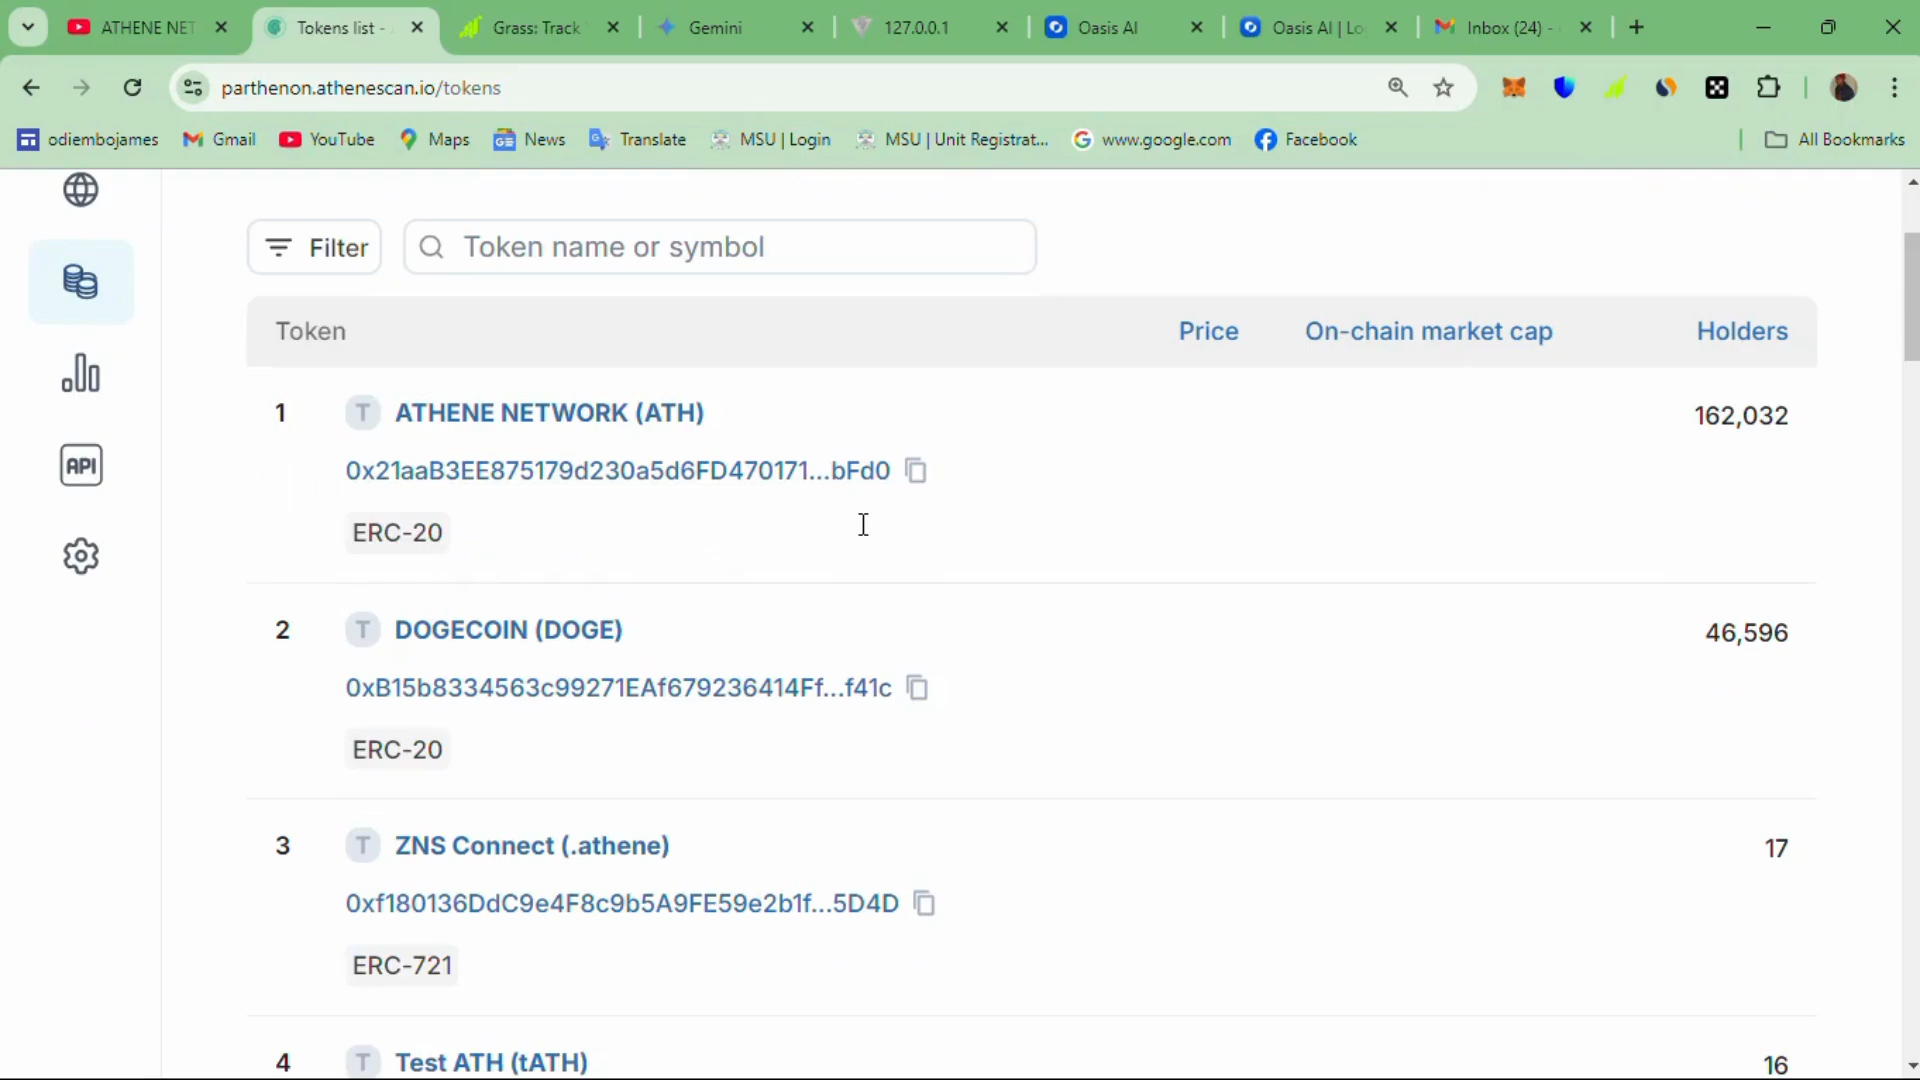 ATHENE NET
Tokens list -
Grass: Track
Gemini
127.0.0.1
Oasis AI
Oasis AI | Lo
Inbox (24) -
parthenon.athenescan.io/tokens
odiembojames
Gmail
YouTube
Maps
News
Translate
MSU | Login
MSU | Unit Registrat...
www.google.com
Facebook
All Bookmarks
Filter
Token name or symbol
Token
Price
On-chain market cap
Holders
1
T
ATHENE NETWORK (ATH)
162,032
0x21aaB3EE875179d230a5d6FD470171...bFd0
ERC-20
API
2
T
DOGECOIN (DOGE)
46,596
0xB15b8334563c99271EAf679236414Ff...f41c
ERC-20
3
T
ZNS Connect (.athene)
17
0xf180136DdC9e4F8c9b5A9FE59e2b1f...5D4D
ERC-721
4
T
Test ATH (tATH)
16